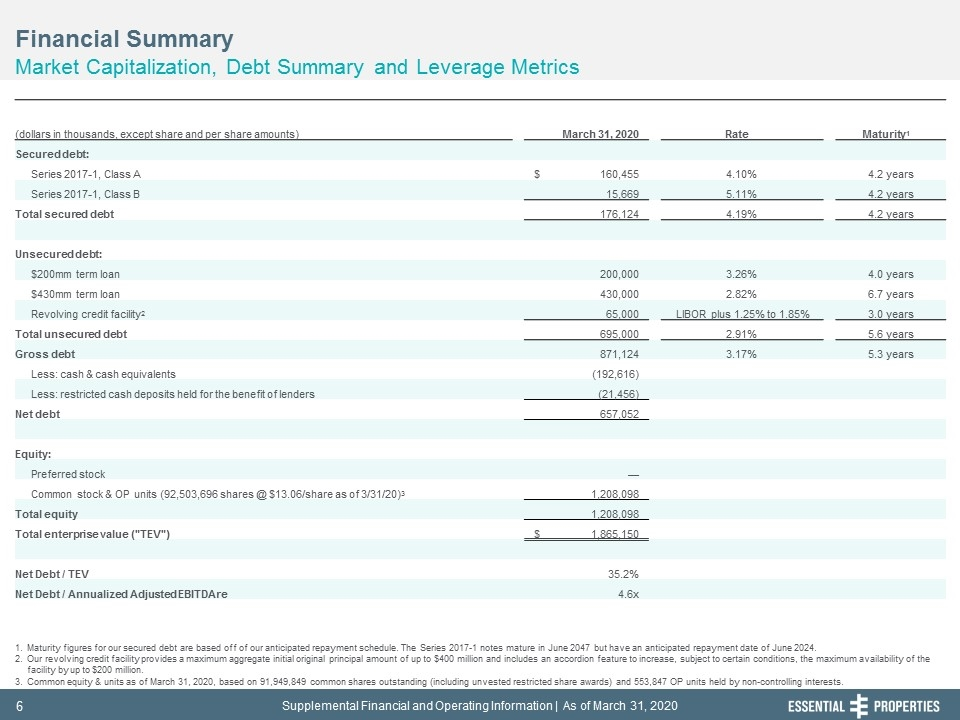 Financial Summary
Market Capitalization, Debt Summary and Leverage Metrics
(dollars in thousands, except share and per share amounts) March 31, 2020 Rate Maturity1
Secured debt:
Series 2017-1, Class A $ 160,455 4.10% 4.2 years
Series 2017-1, Class B 15,669 5.11% 4.2 years
Total secured debt 176,124 4.19% 4.2 years
Unsecured debt:
$200mm term loan 200,000 3.26% 4.0 years
$430mm term loan 430,000 2.82% 6.7 years
Revolving credit facility2 65,000 LIBOR plus 1.25% to 1.85% 3.0 years
Total unsecured debt 695,000 2.91% 5.6 years
Gross debt 871,124 3.17% 5.3 years
Less: cash & cash equivalents (192,616)
Less: restricted cash deposits held for the benefit of lenders (21,456)
Net debt 657,052
Equity:
Preferred stock —
Common stock & OP units (92,503,696 shares @ $13.06/share as of 3/31/20)3 1,208,098
Total equity 1,208,098
Total enterprise value ("TEV") $ 1,865,150
Net Debt / TEV 35.2%
Net Debt / Annualized Adjusted EBITDAre 4.6x
1. Maturity figures for our secured debt are based off of our anticipated repayment schedule. The Series 2017-1 notes mature in June 2047 but have an anticipated repayment date of June 2024.
2. Our revolving credit facility provides a maximum aggregate initial original principal amount of up to $400 million and includes an accordion feature to increase, subject to certain conditions, the maximum availability of the
facility by up to $200 million.
3. Common equity & units as of March 31, 2020, based on 91,949,849 common shares outstanding (including unvested restricted share awards) and 553,847 OP units held by non-controlling interests.
6 Supplemental Financial and Operating Information | As of March 31, 2020 ESSENTIAL PROPERTIES